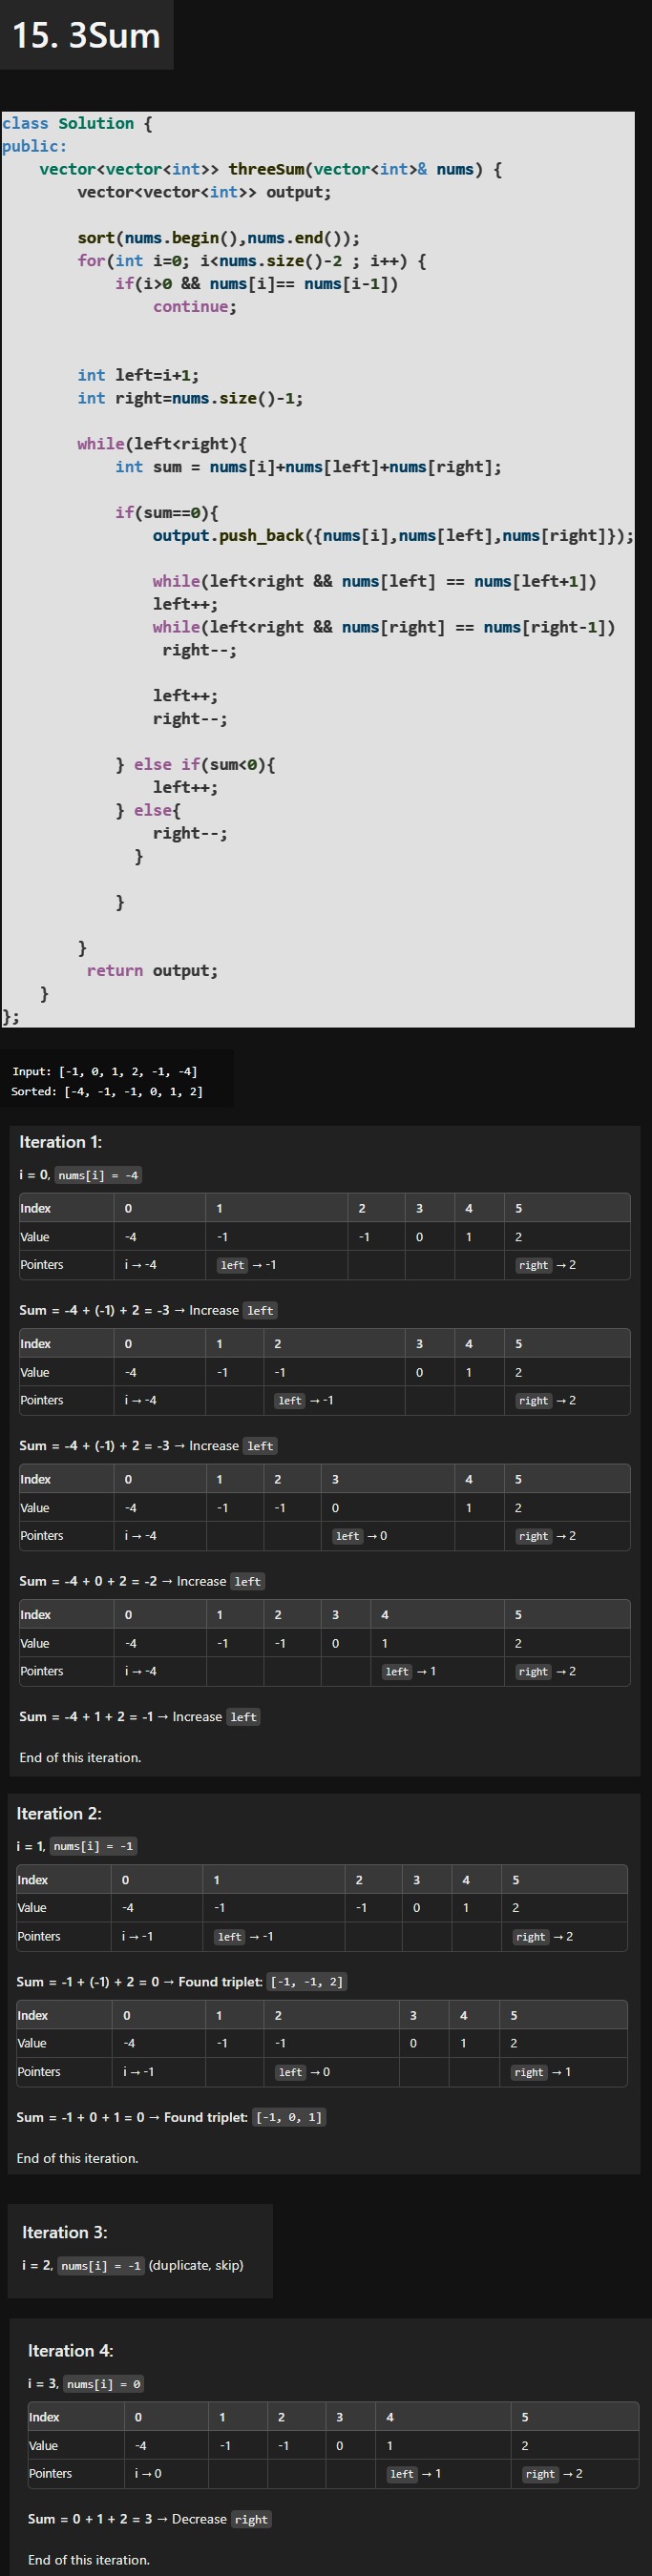 15. 3Sum
class Solution {
public:
    vector<vector<int>> threeSum(vector<int>& nums) {
        vector<vector<int>> output;
        sort(nums.begin(),nums.end());
        for(int i=0; i<nums.size()-2 ; i++) {
            if(i>0 && nums[i]== nums[i-1])
                continue;
        int left=i+1;
        int right=nums.size()-1;
        while(left<right){
            int sum = nums[i]+nums[left]+nums[right];
            if(sum==0){
                output.push_back({nums[i],nums[left],nums[right]});
                while(left<right && nums[left] == nums[left+1])
                left++;
                while(left<right && nums[right] == nums[right-1])
                 right--;
                left++;
                right--;
            } else if(sum<0){
                left++;
            } else{
                right--;
              }
            }
        }
         return output;
    }
};
Input: [-1, 0, 1, 2, -1, -4]
Sorted: [-4, -1, -1, 0, 1, 2]
Iteration 1:
i = 0, nums[i] = -4
Index 0 1 2 3 4 5
Value -4 -1 -1 0 1 2
Pointers i → -4 left → -1 right → 2
Sum = -4 + (-1) + 2 = -3 → Increase left
Index 0 1 2 3 4 5
Value -4 -1 -1 0 1 2
Pointers i → -4 left → -1 right → 2
Sum = -4 + (-1) + 2 = -3 → Increase left
Index 0 1 2 3 4 5
Value -4 -1 -1 0 1 2
Pointers i → -4 left → 0 right → 2
Sum = -4 + 0 + 2 = -2 → Increase left
Index 0 1 2 3 4 5
Value -4 -1 -1 0 1 2
Pointers i → -4 left → 1 right → 2
Sum = -4 + 1 + 2 = -1 → Increase left
End of this iteration.
Iteration 2:
i = 1, nums[i] = -1
Index 0 1 2 3 4 5
Value -4 -1 -1 0 1 2
Pointers i → -1 left → -1 right → 2
Sum = -1 + (-1) + 2 = 0 → Found triplet: [-1, -1, 2]
Index 0 1 2 3 4 5
Value -4 -1 -1 0 1 2
Pointers i → -1 left → 0 right → 1
Sum = -1 + 0 + 1 = 0 → Found triplet: [-1, 0, 1]
End of this iteration.
Iteration 3:
i = 2, nums[i] = -1 (duplicate, skip)
Iteration 4:
i = 3, nums[i] = 0
Index 0 1 2 3 4 5
Value -4 -1 -1 0 1 2
Pointers i → 0 left → 1 right → 2
Sum = 0 + 1 + 2 = 3 → Decrease right
End of this iteration.